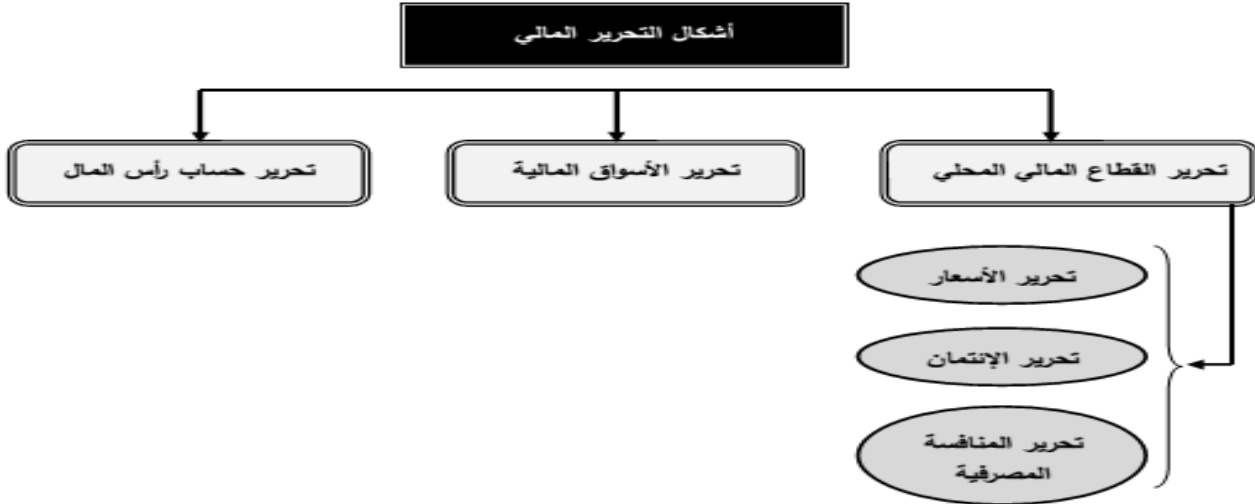 أشكال التحرير المالي
تحرير القطاع المالي المحلي
تحرير الأسواق المالية
تحرير حساب رأس المال
تحرير الأسعار
تحرير الإئتمان
تحرير المنافسة
المصرفية